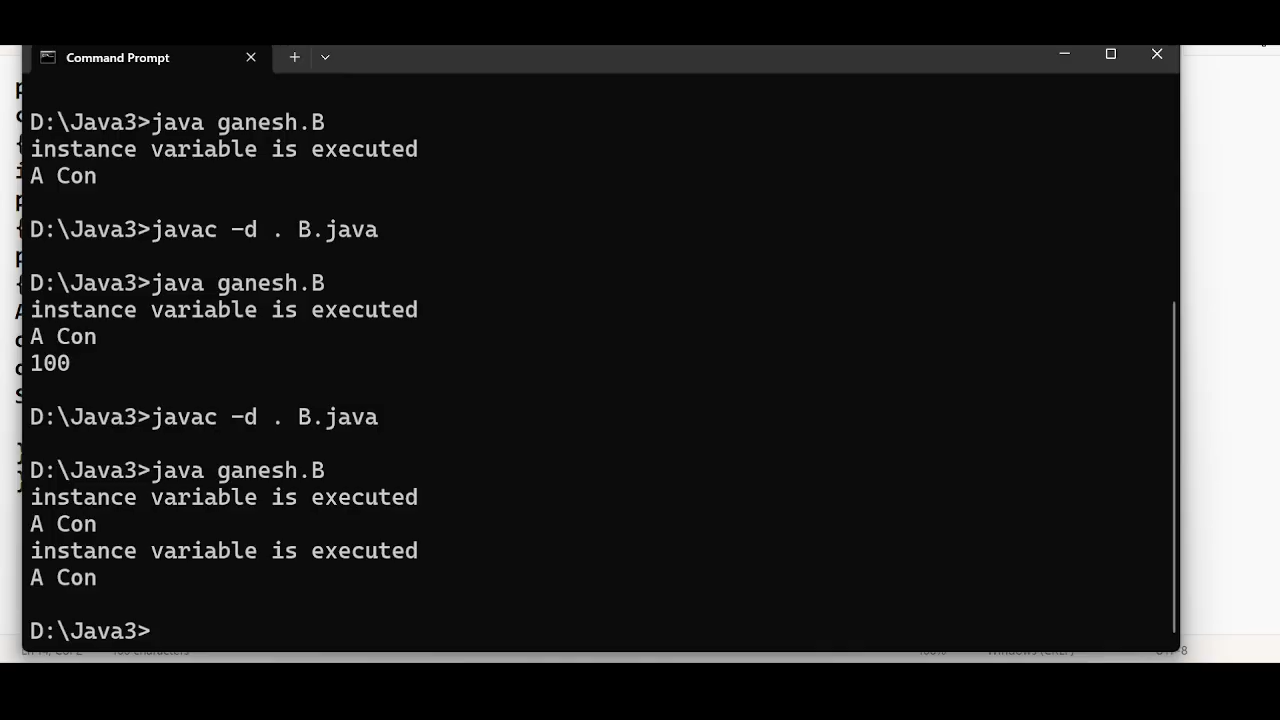 Command Prompt
D:\Java3>java ganesh.B
instance variable is executed
A Con
D:\Java3>javac -d . B.java
D:\Java3>java ganesh.B
instance variable is executed
A Con
100
D:\Java3>javac -d . B.java
D:\Java3>java ganesh.B
instance variable is executed
A Con
instance variable is executed
A Con
D:\Java3>